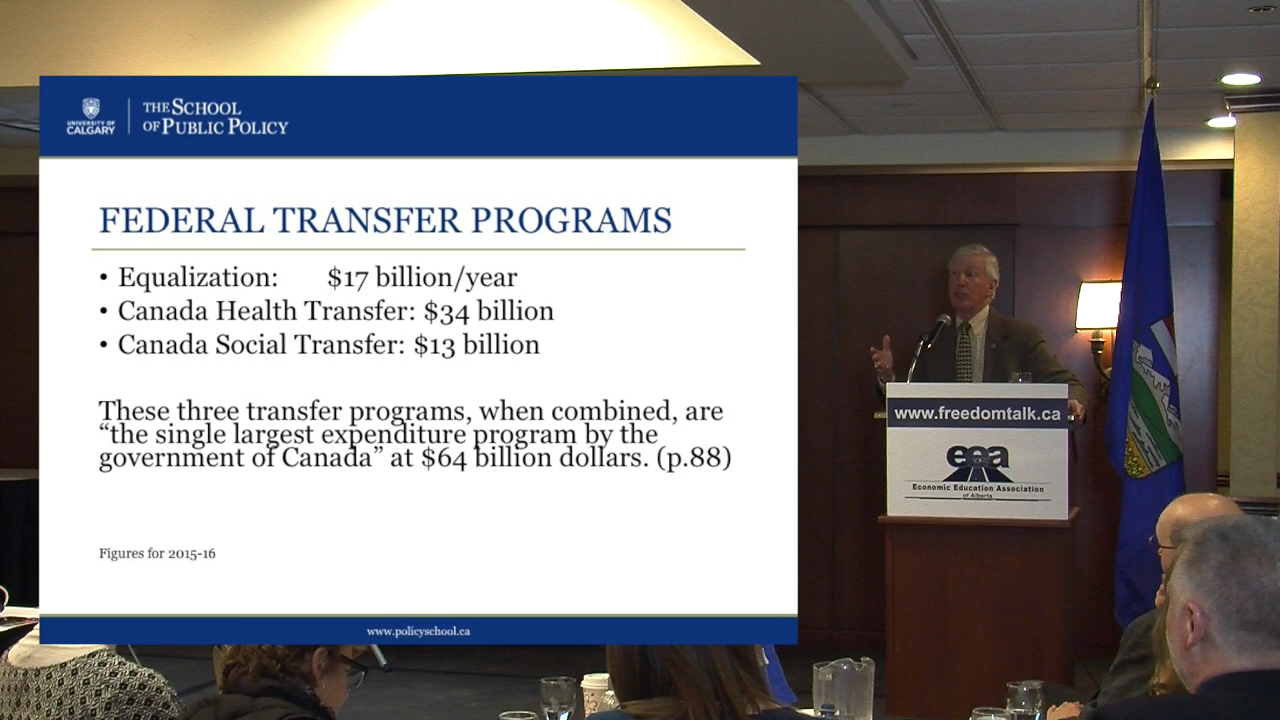 UNIVERSITY OF
CALGARY
THE SCHOOL
OF PUBLIC POLICY
FEDERAL TRANSFER PROGRAMS
• Equalization: $17 billion/year
• Canada Health Transfer: $34 billion
• Canada Social Transfer: $13 billion
These three transfer programs, when combined, are
“the single largest expenditure program by the
government of Canada” at $64 billion dollars. (p.88)
Figures for 2015-16
www.policyschool.ca
www.freedomtalk.ca
eea
Economic Education Association
of Alberta